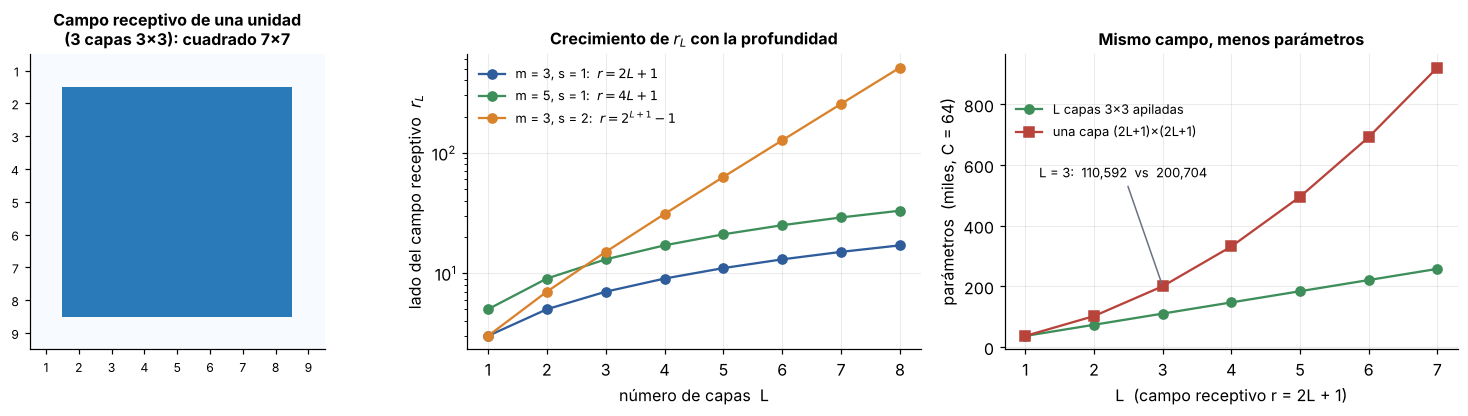 Campo receptivo de una unidad
(3 capas 3×3): cuadrado 7×7
1
2
3
4
5
6
7
8
9
1 2 3 4 5 6 7 8 9
Crecimiento de r_L con la profundidad
m = 3, s = 1: r = 2L + 1
m = 5, s = 1: r = 4L + 1
m = 3, s = 2: r = 2^{L+1} − 1
lado del campo receptivo r_L
10^2
10^1
1 2 3 4 5 6 7 8
número de capas L
Mismo campo, menos parámetros
L capas 3×3 apiladas
una capa (2L+1)×(2L+1)
L = 3: 110,592 vs 200,704
parámetros (miles, C = 64)
800
600
400
200
0
1 2 3 4 5 6 7
L (campo receptivo r = 2L + 1)